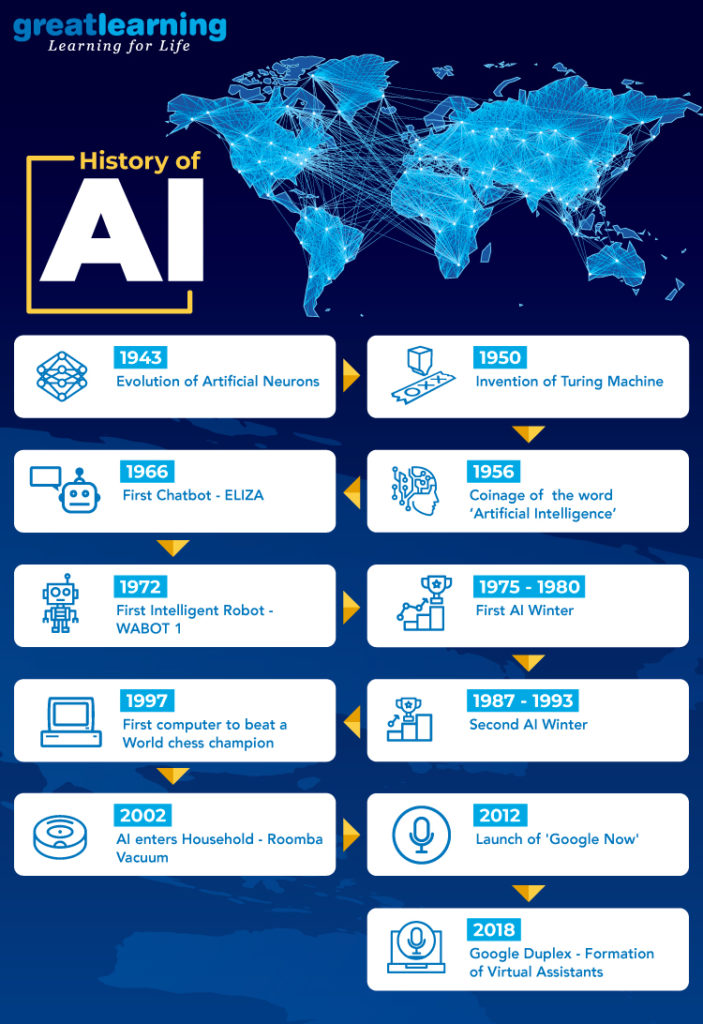 greatlearning
Learning for Life
History of
AI
1943
Evolution of Artificial Neurons
1950
Invention of Turing Machine
1956
Coinage of the word
‘Artificial Intelligence’
1966
First Chatbot - ELIZA
1972
First Intelligent Robot -
WABOT 1
1975 - 1980
First AI Winter
1987 - 1993
Second AI Winter
1997
First computer to beat a
World chess champion
2002
AI enters Household - Roomba
Vacuum
2012
Launch of 'Google Now'
2018
Google Duplex - Formation
of Virtual Assistants